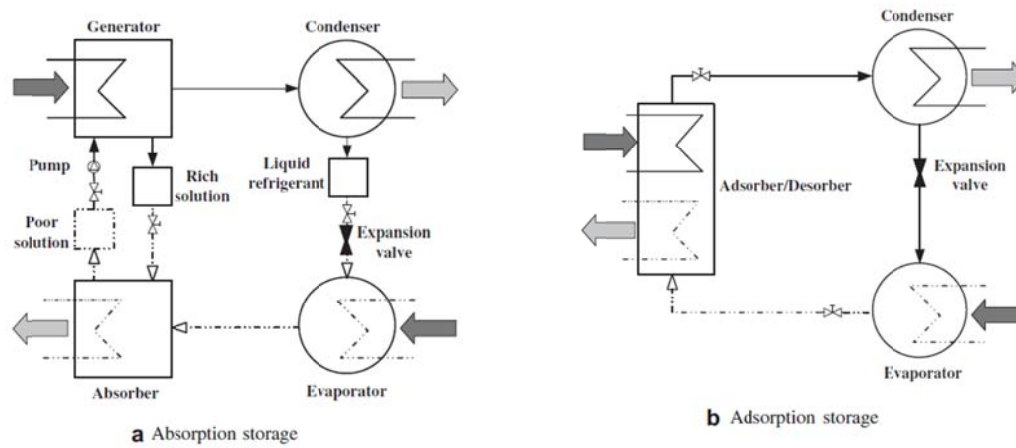 Generator
Condenser
Pump
Rich
solution
Liquid
refrigerant
Poor
solution
Expansion
valve
Absorber
Evaporator
a Absorption storage
Condenser
Adsorber/Desorber
Expansion
valve
Evaporator
b Adsorption storage